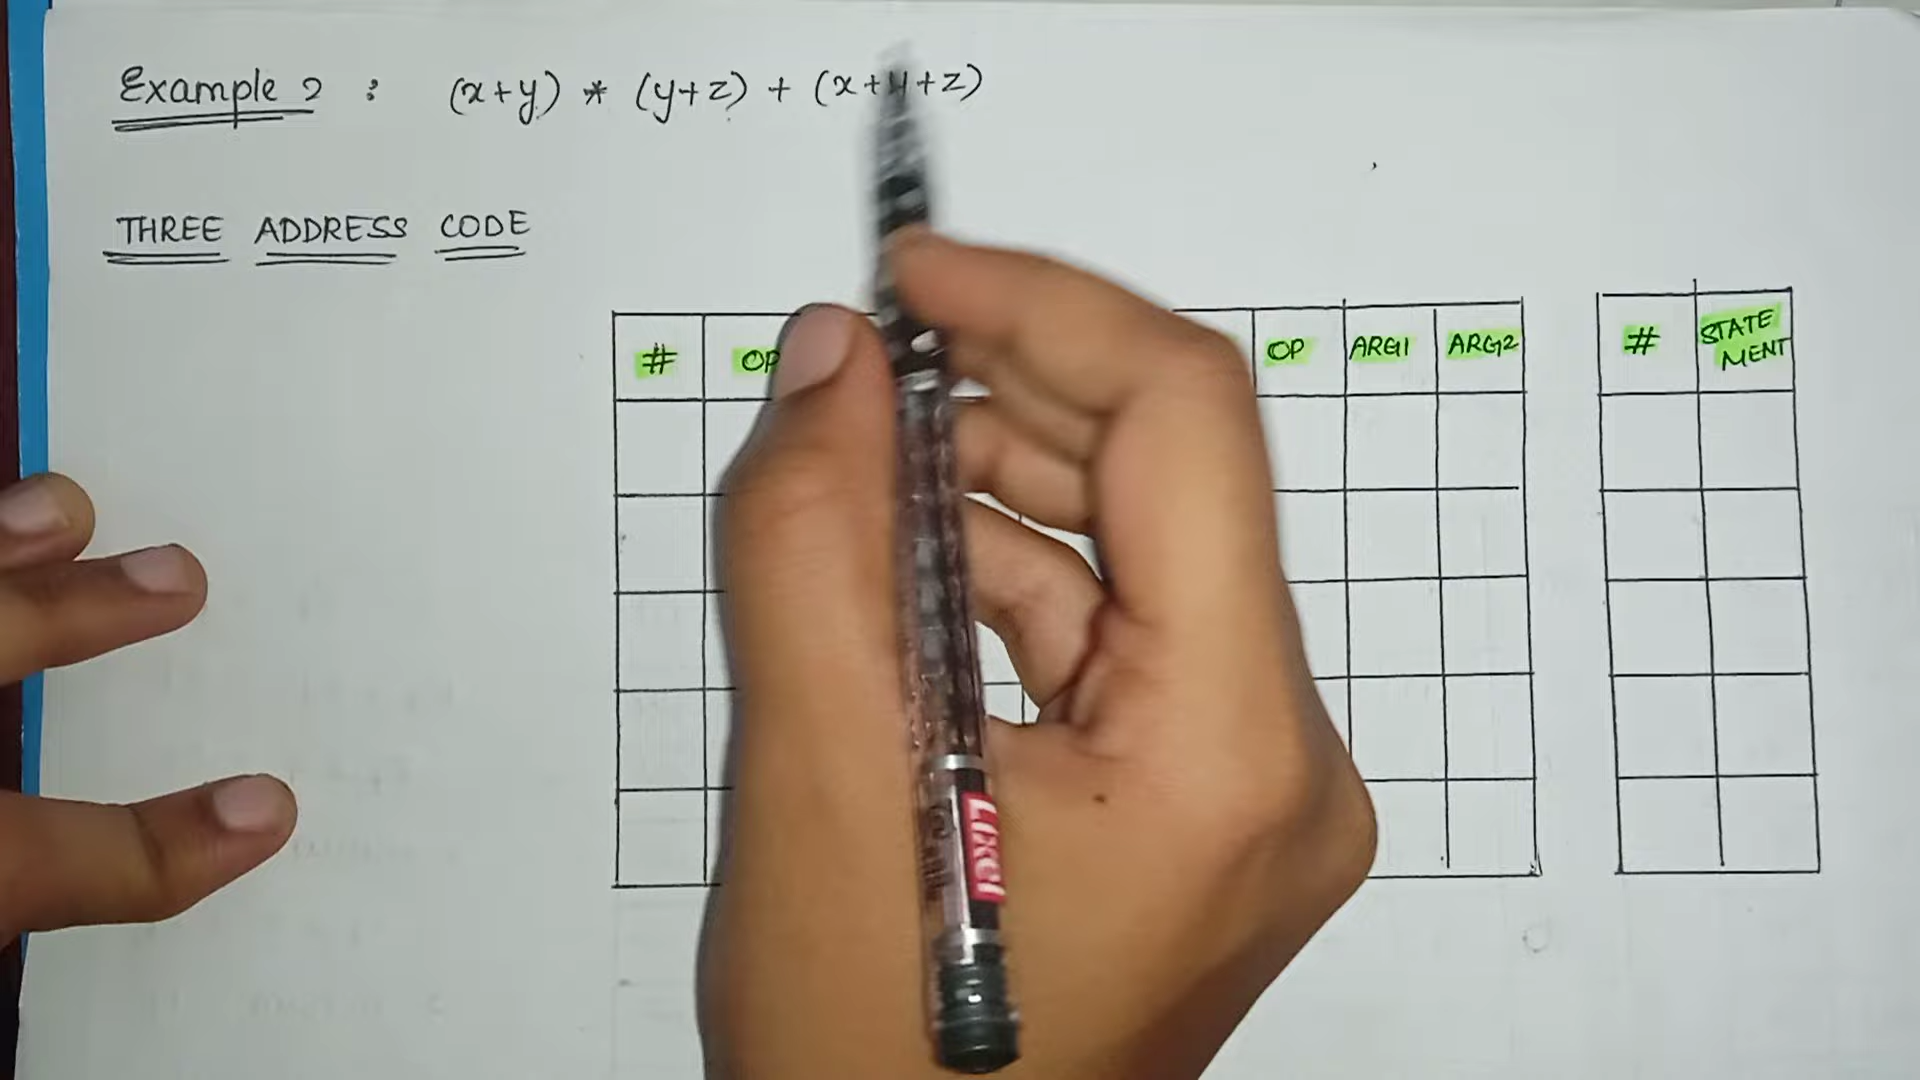 Example 2 : (x+y) * (y+z) + (x+y+z)
THREE ADDRESS CODE
# OP OP ARG1 ARG2 # STATE MENT
Linc